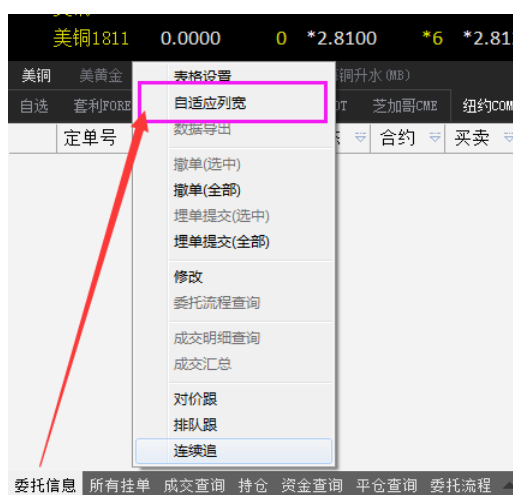 美铜1811 0.0000 0 *2.8100 *6 *2.81
美铜 美黄金 铜升水(MB)
自选 套利FORE OT 芝加哥CME 纽约COM
定单号 合约 买卖
表格设置
自适应列宽
数据导出
撤单(选中)
撤单(全部)
埋单提交(选中)
埋单提交(全部)
修改
委托流程查询
成交明细查询
成交汇总
对价跟
排队跟
连续追
委托信息 所有挂单 成交查询 持仓 资金查询 平仓查询 委托流程